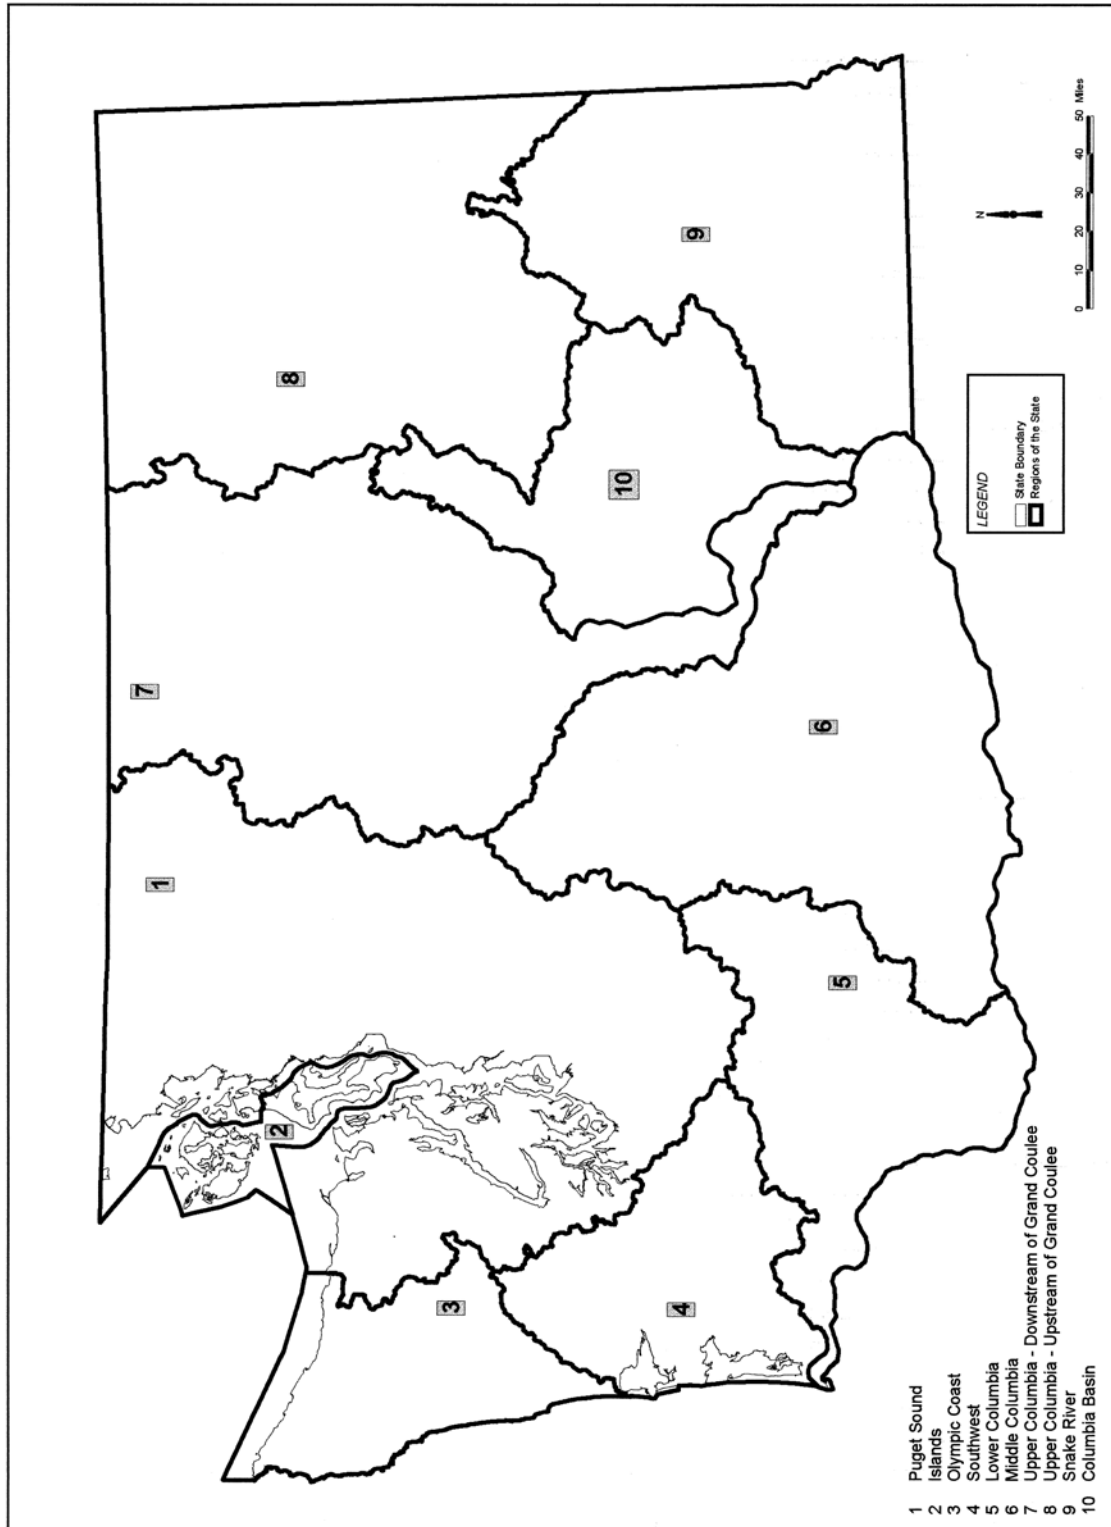 1
2
3
4
5
6
7
8
9
10
N
0 10 20 30 40 50 Miles
LEGEND
State Boundary
Regions of the State
1 Puget Sound
2 Islands
3 Olympic Coast
4 Southwest
5 Lower Columbia
6 Middle Columbia
7 Upper Columbia - Downstream of Grand Coulee
8 Upper Columbia - Upstream of Grand Coulee
9 Snake River
10 Columbia Basin